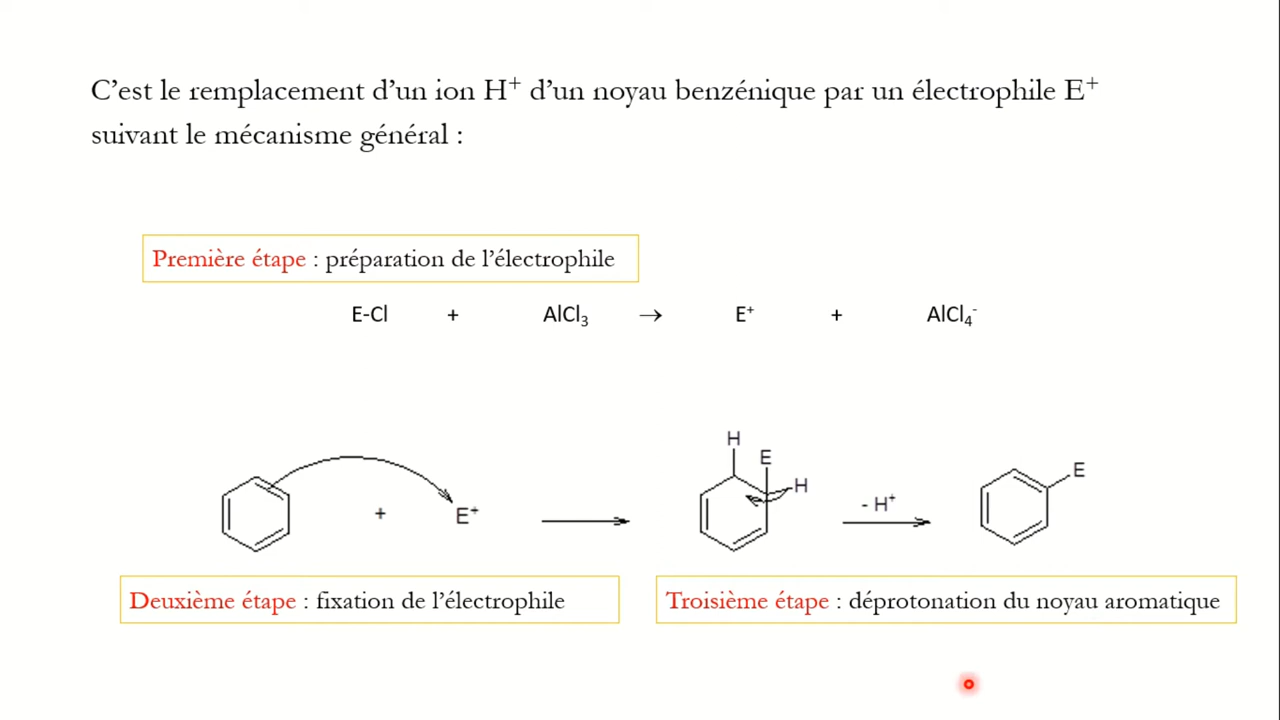 C’est le remplacement d’un ion H⁺ d’un noyau benzénique par un électrophile E⁺
suivant le mécanisme général :
Première étape : préparation de l’électrophile
E-Cl + AlCl₃ → E⁺ + AlCl₄⁻
H
E
H
E
+ E⁺
- H⁺
Deuxième étape : fixation de l’électrophile
Troisième étape : déprotonation du noyau aromatique